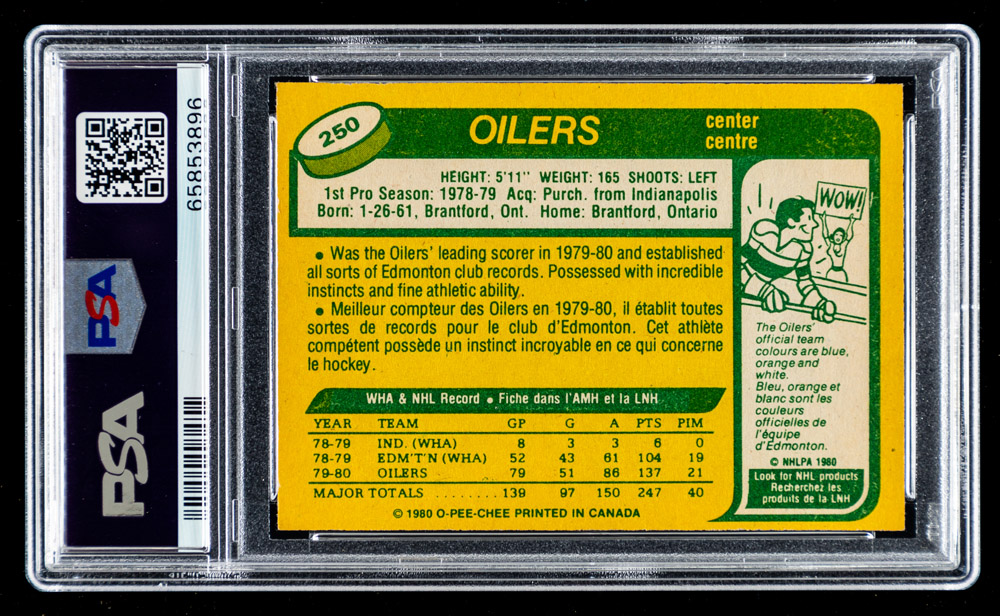 65853896
PSA
PSA
250
OILERS
center
centre
HEIGHT: 5'11" WEIGHT: 165 SHOOTS: LEFT
1st Pro Season: 1978-79 Acq: Purch. from Indianapolis
Born: 1-26-61, Brantford, Ont. Home: Brantford, Ontario
• Was the Oilers' leading scorer in 1979-80 and established
all sorts of Edmonton club records. Possessed with incredible
instincts and fine athletic ability.
• Meilleur compteur des Oilers en 1979-80, il établit toutes
sortes de records pour le club d'Edmonton. Cet athlète
compétent possède un instinct incroyable en ce qui concerne
le hockey.
WHA & NHL Record • Fiche dans l'AMH et la LNH
YEAR TEAM GP G A PTS PIM
78-79 IND. (WHA) 8 3 3 6 0
78-79 EDM'T'N (WHA) 52 43 61 104 19
79-80 OILERS 79 51 86 137 21
MAJOR TOTALS ........ 139 97 150 247 40
© 1980 O-PEE-CHEE PRINTED IN CANADA
WOW!
The Oilers'
official team
colours are blue,
orange and
white.
Bleu, orange et
blanc sont les
couleurs
officielles de
l'équipe
d'Edmonton.
© NHLPA 1980
Look for NHL products
Recherchez les
produits de la LNH